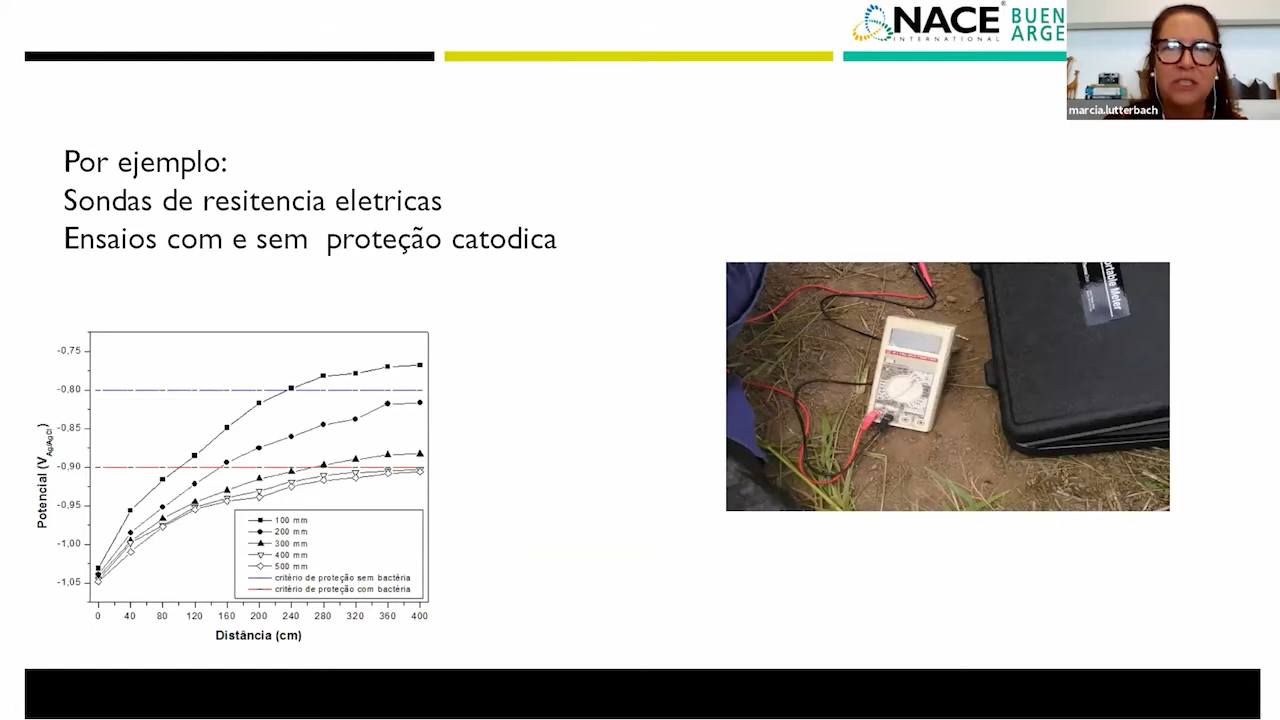 NACE
INTERNATIONAL
BUEN
ARGE
marcia.lutterbach
Por ejemplo:
Sondas de resitencia eletricas
Ensaios com e sem proteção catodica
Potencial (V Ag/AgCl)
-0,75
-0,80
-0,85
-0,90
-0,95
-1,00
-1,05
100 mm
200 mm
300 mm
400 mm
500 mm
critério de proteção sem bactéria
critério de proteção com bactéria
0 40 80 120 160 200 240 280 320 360 400
Distância (cm)
rtable Meter